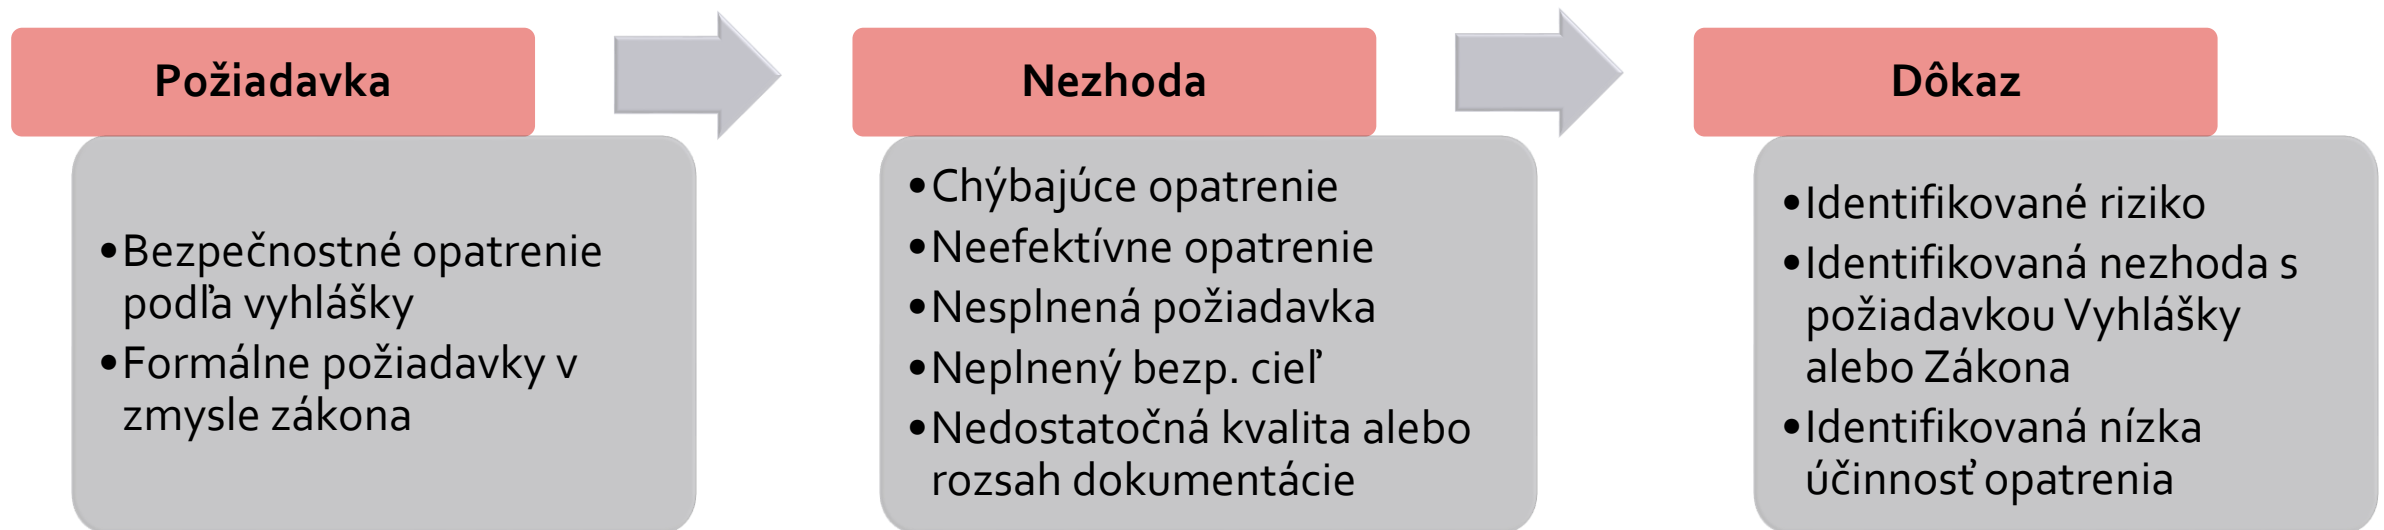 Požiadavka
•Bezpečnostné opatrenie
podľa vyhlášky
•Formálne požiadavky v
zmysle zákona
Nezhoda
•Chýbajúce opatrenie
•Neefektívne opatrenie
•Nesplnená požiadavka
•Neplnený bezp. cieľ
•Nedostatočná kvalita alebo
rozsah dokumentácie
Dôkaz
•Identifikované riziko
•Identifikovaná nezhoda s
požiadavkou Vyhlášky
alebo Zákona
•Identifikovaná nízka
účinnosť opatrenia